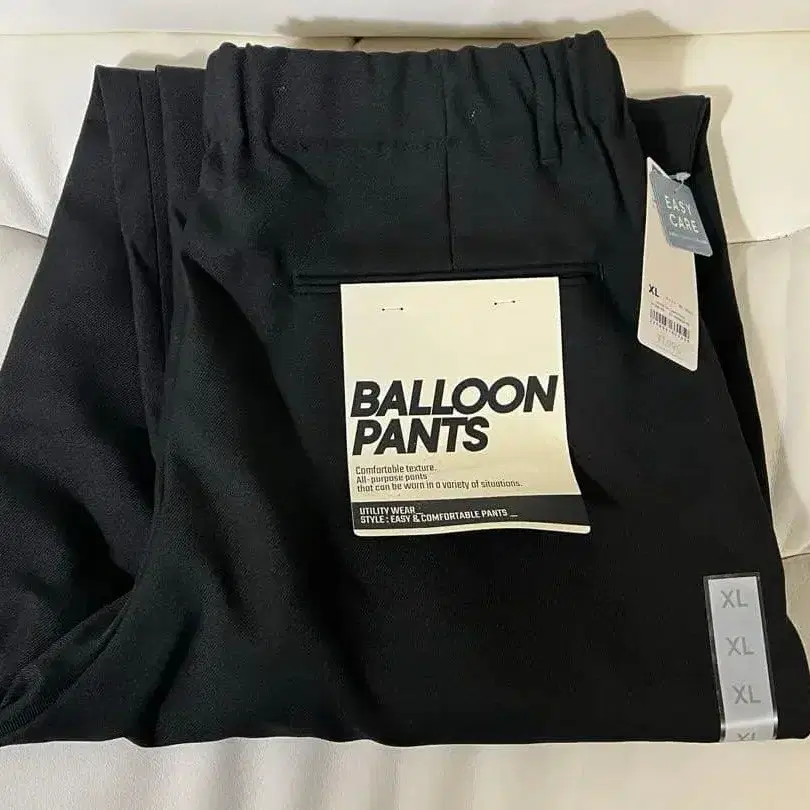 EASY
CARE
XL
BALLOON
PANTS
Comfortable texture.
All-purpose pants
that can be worn in a variety of situations.
UTILITY WEAR_
STYLE : EASY & COMFORTABLE PANTS _
XL
XL
XL
XL